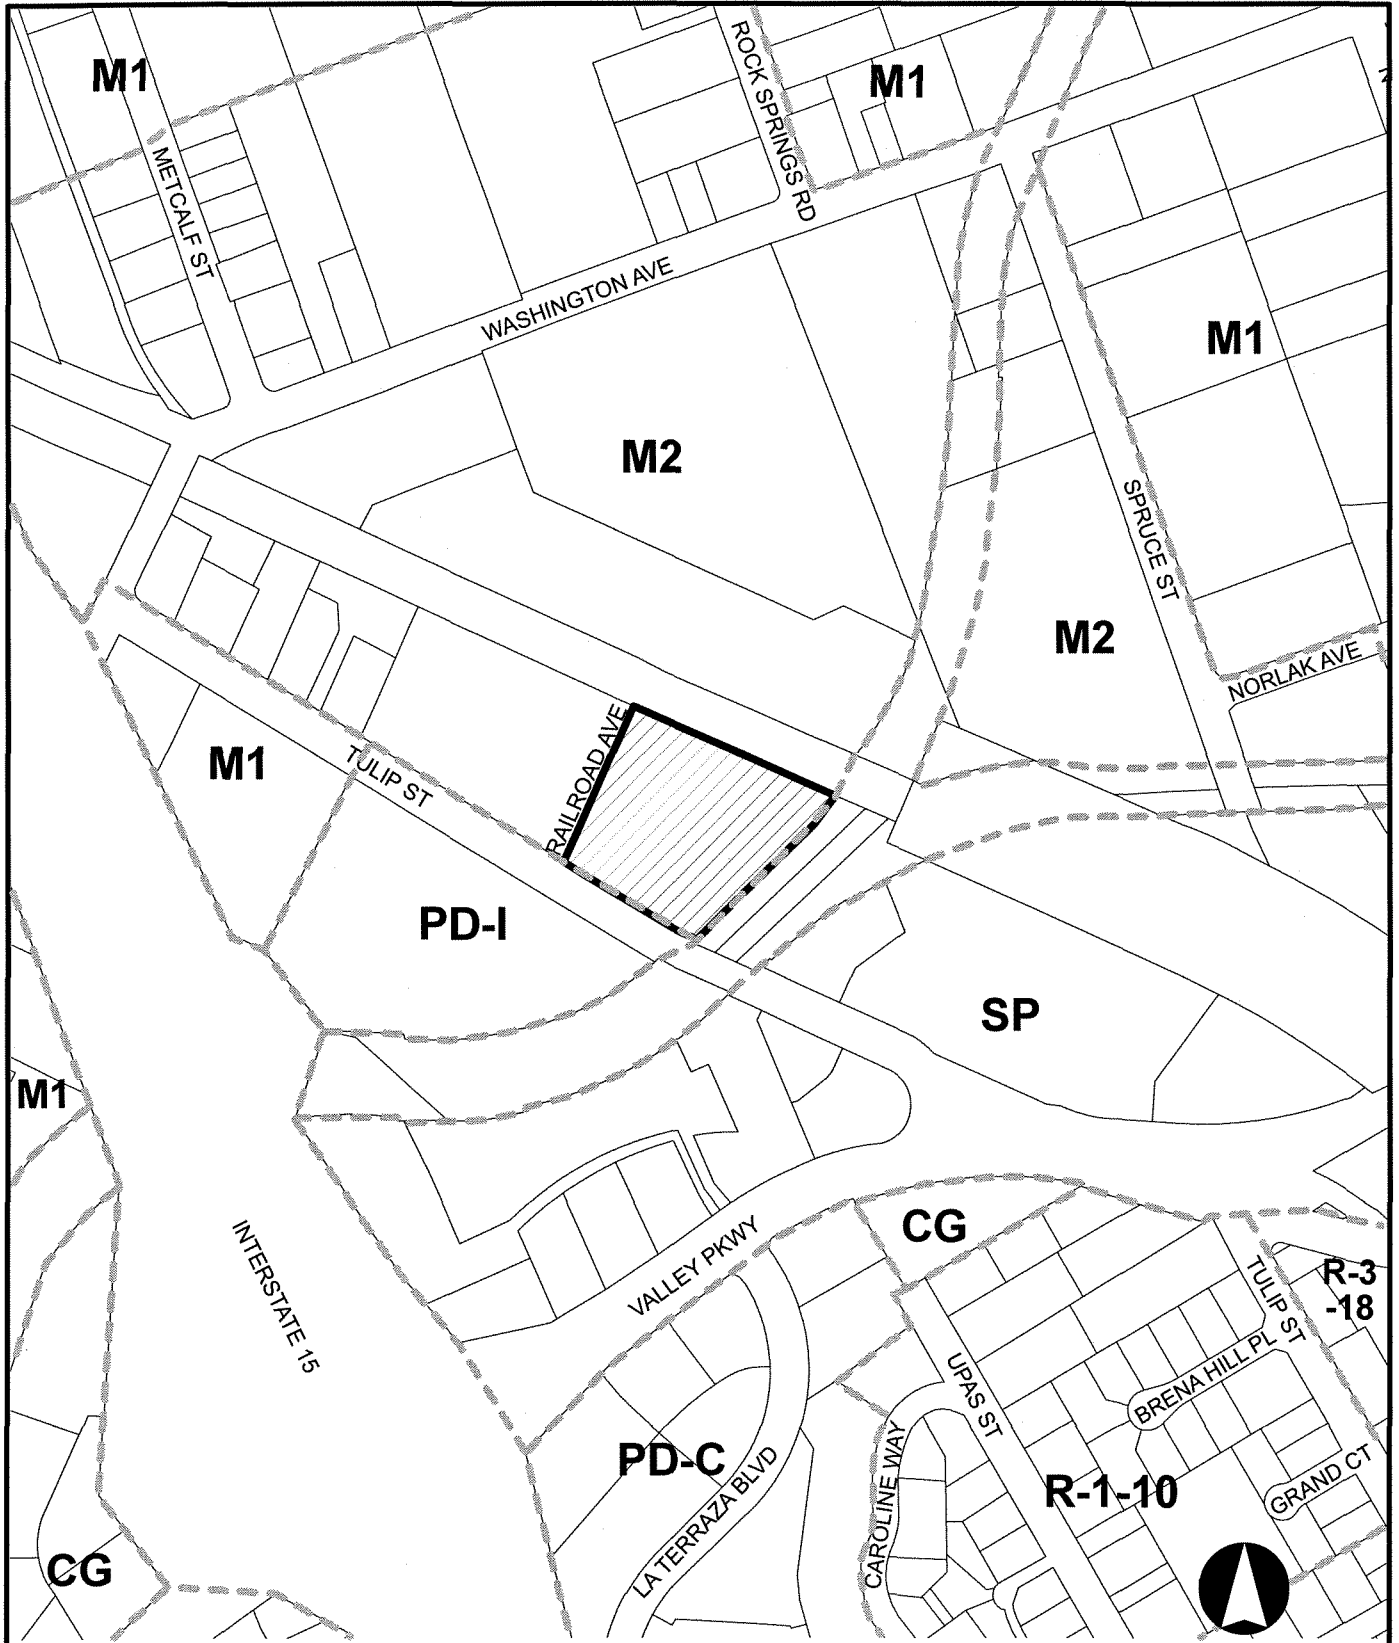 M1
ROCK SPRINGS RD
M1
METCALF ST
WASHINGTON AVE
M1
M2
SPRUCE ST
M2
NORLAK AVE
RAILROAD AVE
M1
TULIP ST
PD-I
SP
M1
CG
VALLEY PKWY
INTERSTATE 15
TULIP ST
R-3
-18
UPAS ST
BRENA HILL PL
PD-C
LA TERRAZA BLVD
CAROLINE WAY
R-1-10
GRAND CT
CG